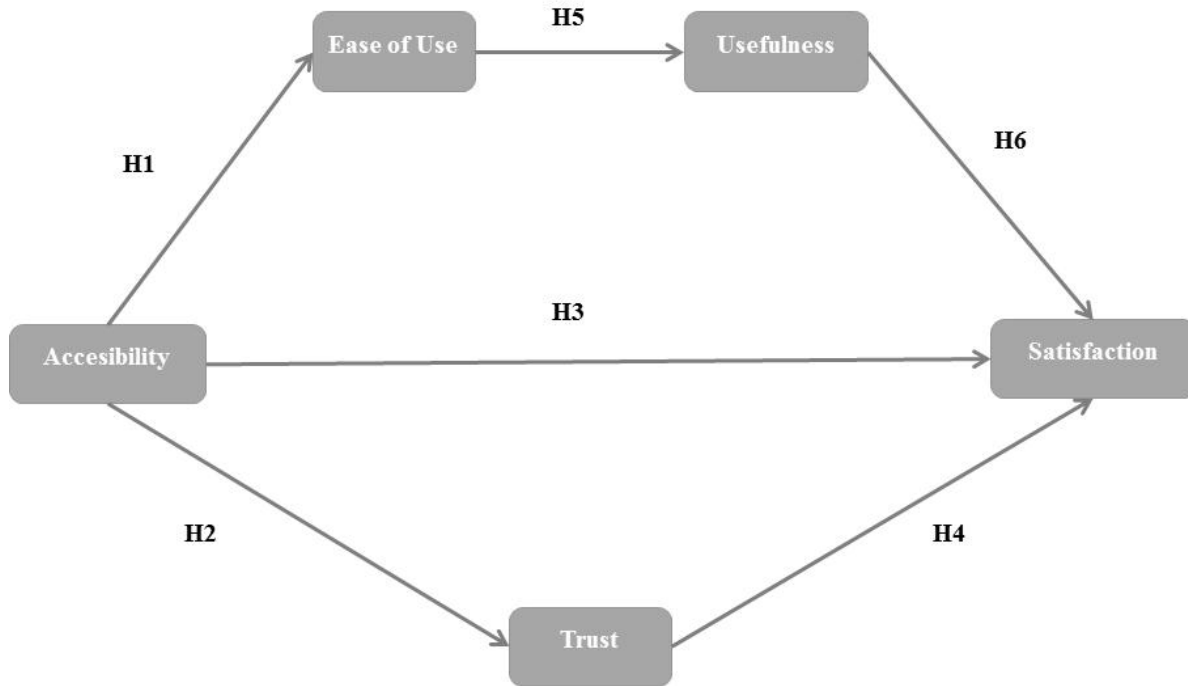 H5
Ease of Use
Usefulness
H1
H6
H3
Accesibility
Satisfaction
H2
H4
Trust